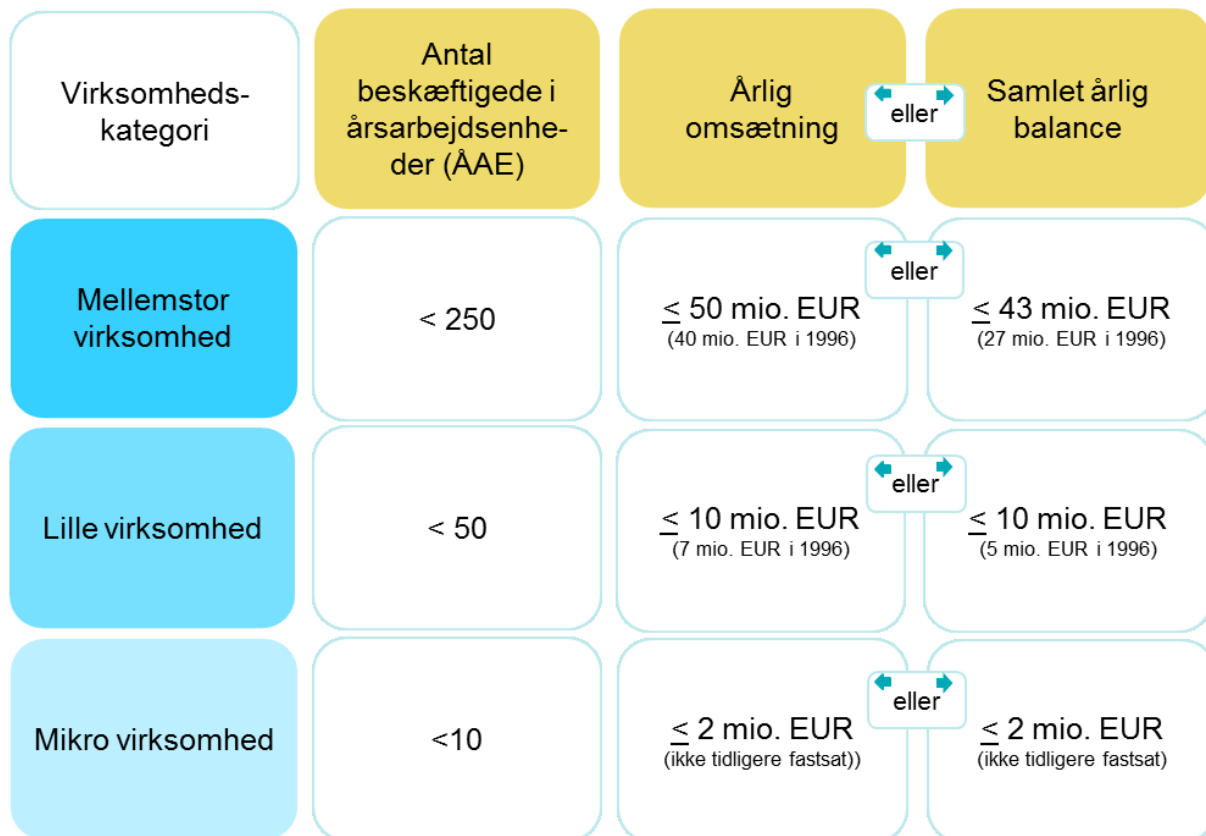 Virksomheds-
kategori
Antal
beskæftigede i
årsarbejdsenhe-
der (ÅAE)
Årlig
omsætning
eller
Samlet årlig
balance
Mellemstor
virksomhed
< 250
≤ 50 mio. EUR
(40 mio. EUR i 1996)
eller
≤ 43 mio. EUR
(27 mio. EUR i 1996)
Lille virksomhed
< 50
≤ 10 mio. EUR
(7 mio. EUR i 1996)
eller
≤ 10 mio. EUR
(5 mio. EUR i 1996)
Mikro virksomhed
<10
≤ 2 mio. EUR
(ikke tidligere fastsat))
eller
≤ 2 mio. EUR
(ikke tidligere fastsat)